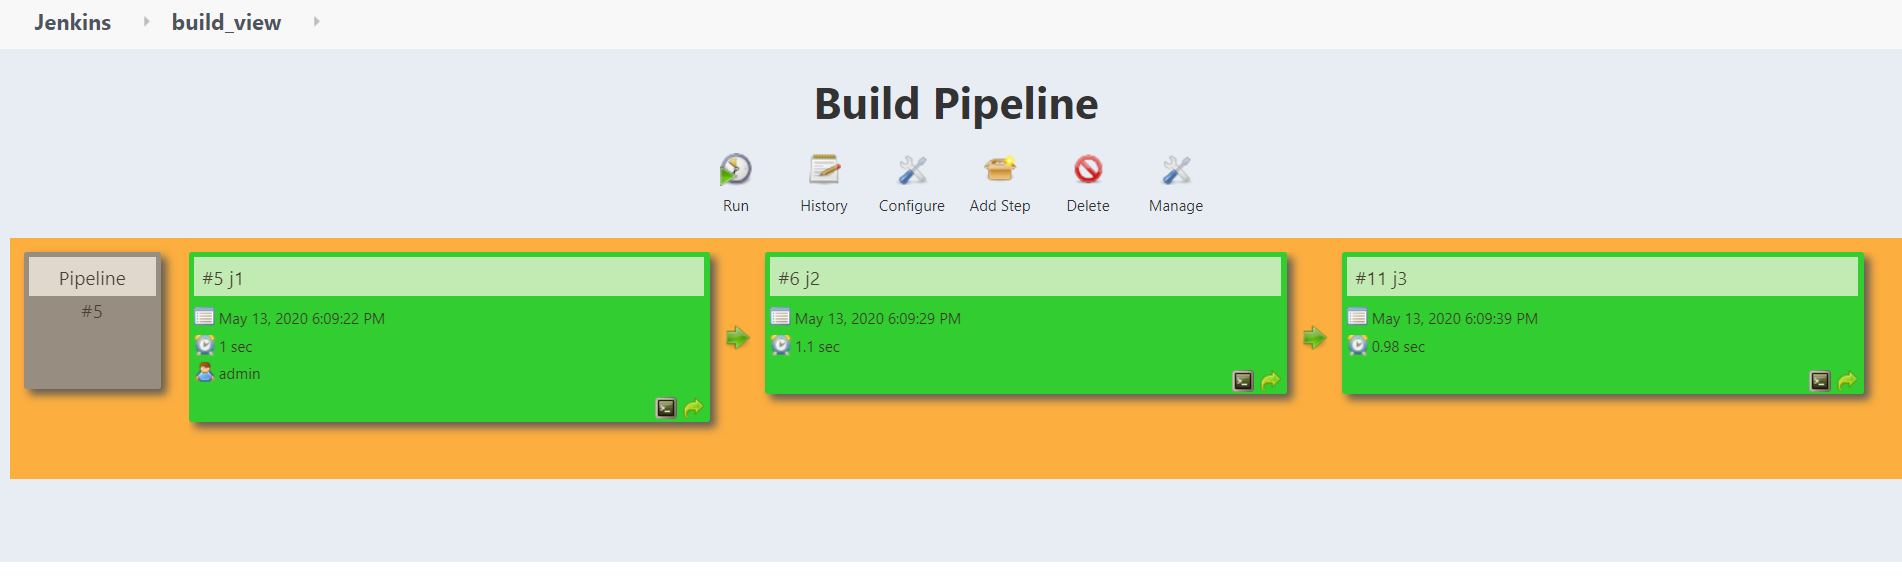 Jenkins build_view
Build Pipeline
Run History Configure Add Step Delete Manage
Pipeline
#5
#5 j1
May 13, 2020 6:09:22 PM
1 sec
admin
#6 j2
May 13, 2020 6:09:29 PM
1.1 sec
#11 j3
May 13, 2020 6:09:39 PM
0.98 sec